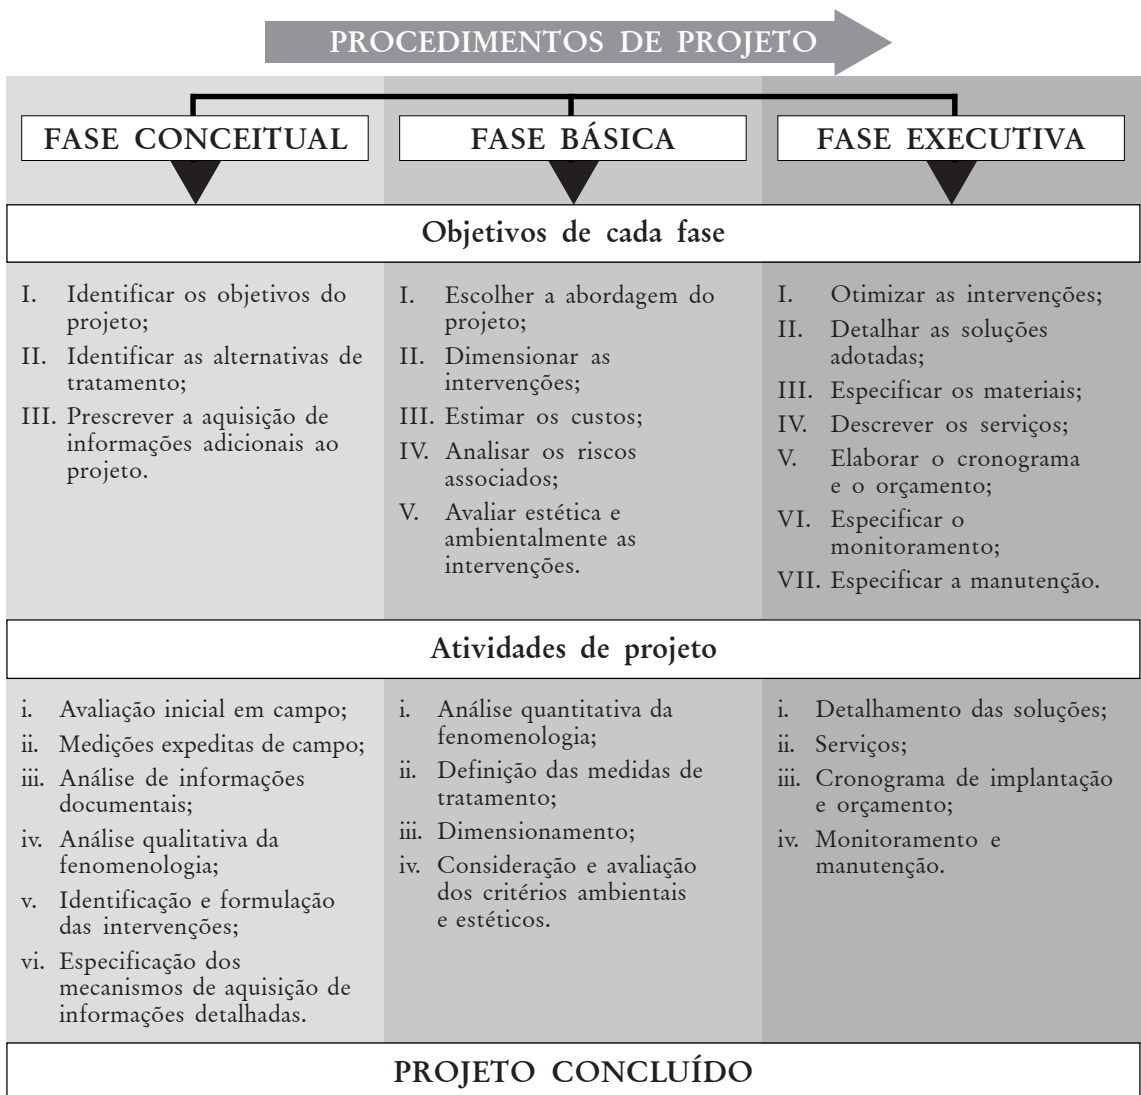 PROCEDIMENTOS DE PROJETO
FASE CONCEITUAL
FASE BÁSICA
FASE EXECUTIVA
Objetivos de cada fase
I. Identificar os objetivos do
projeto;
II. Identificar as alternativas de
tratamento;
III. Prescrever a aquisição de
informações adicionais ao
projeto.
I. Escolher a abordagem do
projeto;
II. Dimensionar as
intervenções;
III. Estimar os custos;
IV. Analisar os riscos
associados;
V. Avaliar estética e
ambientalmente as
intervenções.
I. Otimizar as intervenções;
II. Detalhar as soluções
adotadas;
III. Especificar os materiais;
IV. Descrever os serviços;
V. Elaborar o cronograma
e o orçamento;
VI. Especificar o
monitoramento;
VII. Especificar a manutenção.
Atividades de projeto
i. Avaliação inicial em campo;
ii. Medições expeditas de campo;
iii. Análise de informações
documentais;
iv. Análise qualitativa da
fenomenologia;
v. Identificação e formulação
das intervenções;
vi. Especificação dos
mecanismos de aquisição de
informações detalhadas.
i. Análise quantitativa da
fenomenologia;
ii. Definição das medidas de
tratamento;
iii. Dimensionamento;
iv. Consideração e avaliação
dos critérios ambientais
e estéticos.
i. Detalhamento das soluções;
ii. Serviços;
iii. Cronograma de implantação
e orçamento;
iv. Monitoramento e
manutenção.
PROJETO CONCLUÍDO